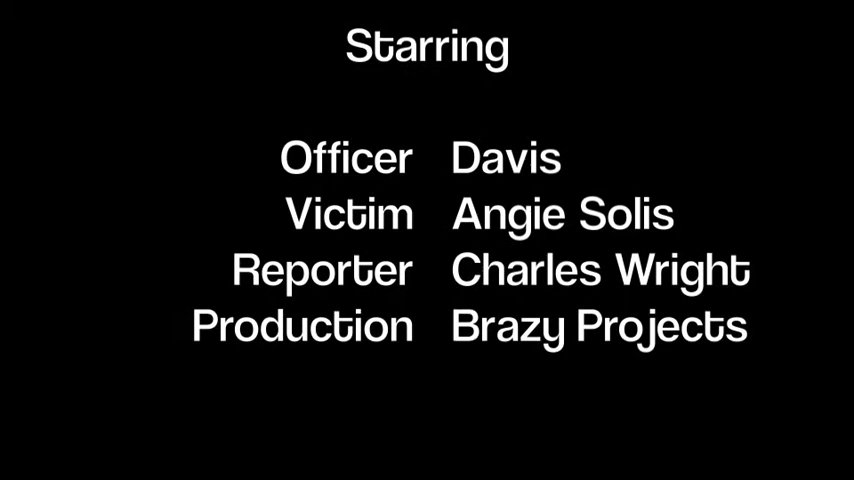 Starring
Officer Davis
Victim Angie Solis
Reporter Charles Wright
Production Brazy Projects